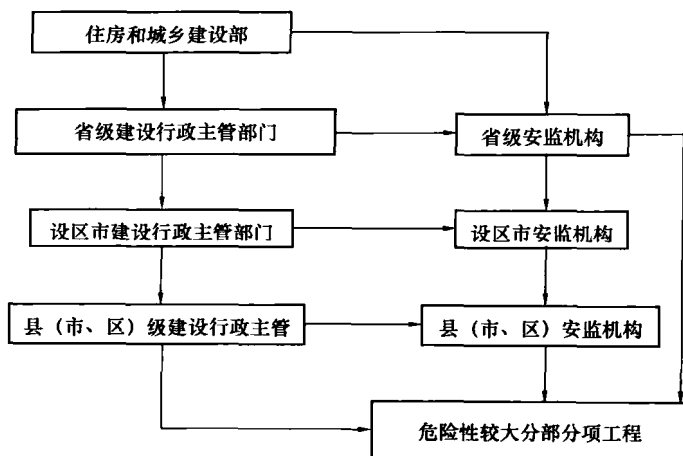 住房和城乡建设部
省级建设行政主管部门
省级安监机构
设区市建设行政主管部门
设区市安监机构
县（市、区）级建设行政主管
县（市、区）安监机构
危险性较大分部分项工程